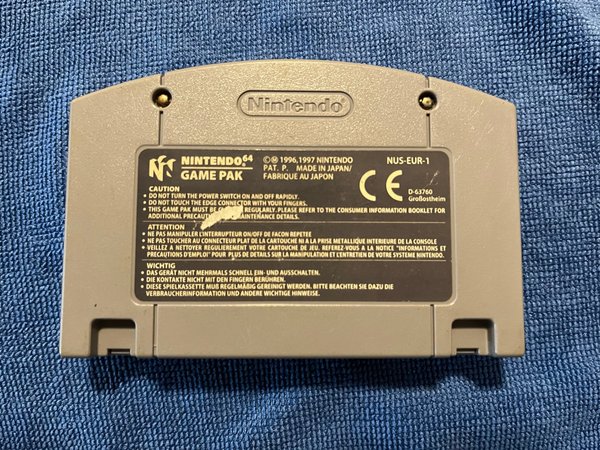 Nintendo
NINTENDO64
GAME PAK
©Ⓜ 1996,1997 NINTENDO
PAT. P. MADE IN JAPAN/
FABRIQUE AU JAPON
NUS-EUR-1
CE
D-63760
Großostheim
CAUTION
• DO NOT TURN THE POWER SWITCH ON AND OFF RAPIDLY.
• DO NOT TOUCH THE EDGE CONNECTOR WITH YOUR FINGERS.
• THIS GAME PAK MUST BE REGULARLY. PLEASE REFER TO THE CONSUMER INFORMATION BOOKLET FOR
ADDITIONAL MAINTENANCE DETAILS.
ATTENTION
• NE PAS MANIPULER L'INTERRUPTEUR ON/OFF DE FACON REPETEE
• NE PAS TOUCHER AU CONNECTEUR PLAT DE LA CARTOUCHE NI A LA PRISE METALLIQUE INTERIEURE DE LA CONSOLE
• VEILLEZ A NETTOYER REGULIEREMENT VOTRE CARTOUCHE DE JEU. REFEREZ-VOUS A LA NOTICE "INFORMATIONS ET
PRECAUTIONS D'EMPLOI" POUR PLUS DE DETAILS SUR LA MANIPULATION ET L'ENTRETIEN DE VOTRE SYSTEME NINTENDO.
WICHTIG
• DAS GERÄT NICHT MEHRMALS SCHNELL EIN- UND AUSSCHALTEN.
• DIE KONTAKTE NICHT MIT DEN FINGERN BERÜHREN.
• DIESE SPIELKASSETTE MUß REGELMÄßIG GEREINIGT WERDEN. BITTE BEACHTEN SIE DAZU DIE
VERBRAUCHERINFORMATION UND ANDERE WICHTIGE HINWEISE.